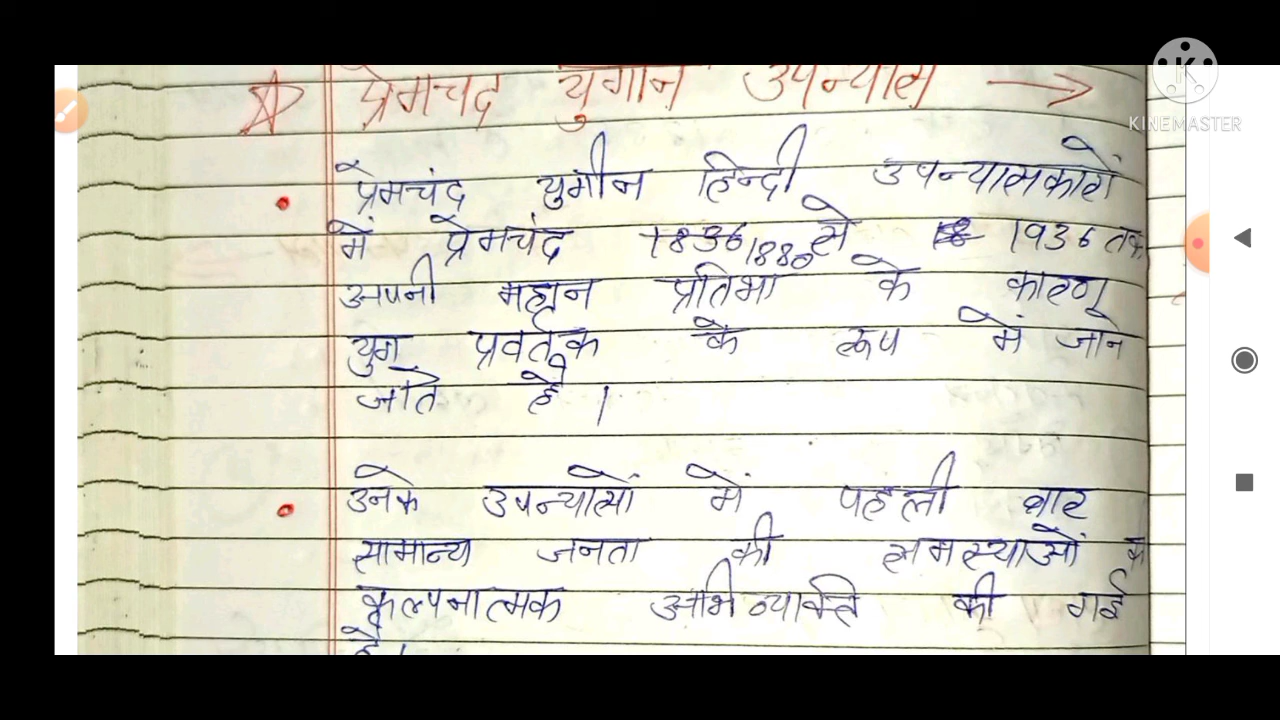 प्रेमचंद युगीन उपन्यास →
प्रेमचंद युगीन हिन्दी उपन्यासकारों
में प्रेमचंद 1836 1880 से 1936 तक
अपनी महान प्रतिभा के कारण
युग प्रवर्तक के रूप में जाने
जाते है।
उनके उपन्यासों में पहली बार
सामान्य जनता की समस्याओं
कल्पनात्मक अभिव्यक्ति की गई
है।
KINEMASTER